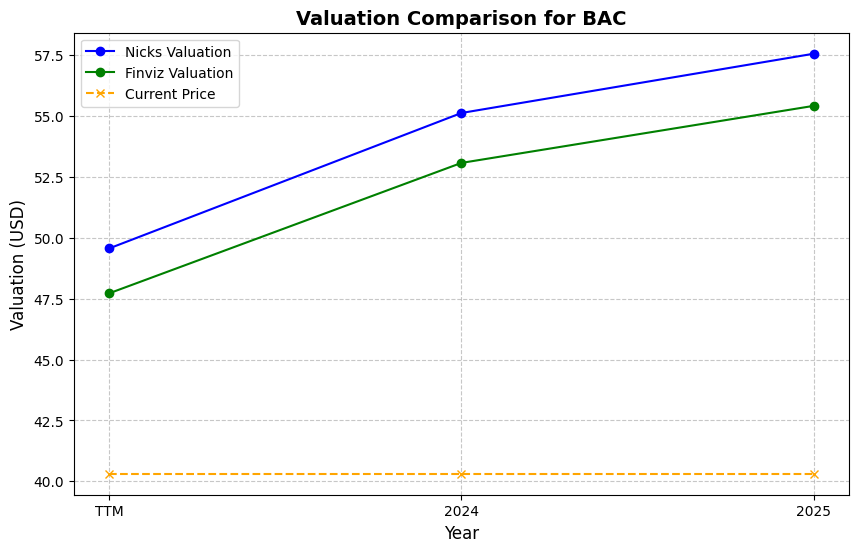 Valuation Comparison for BAC
Nicks Valuation
Finviz Valuation
Current Price
Valuation (USD)
57.5
55.0
52.5
50.0
47.5
45.0
42.5
40.0
TTM
2024
2025
Year